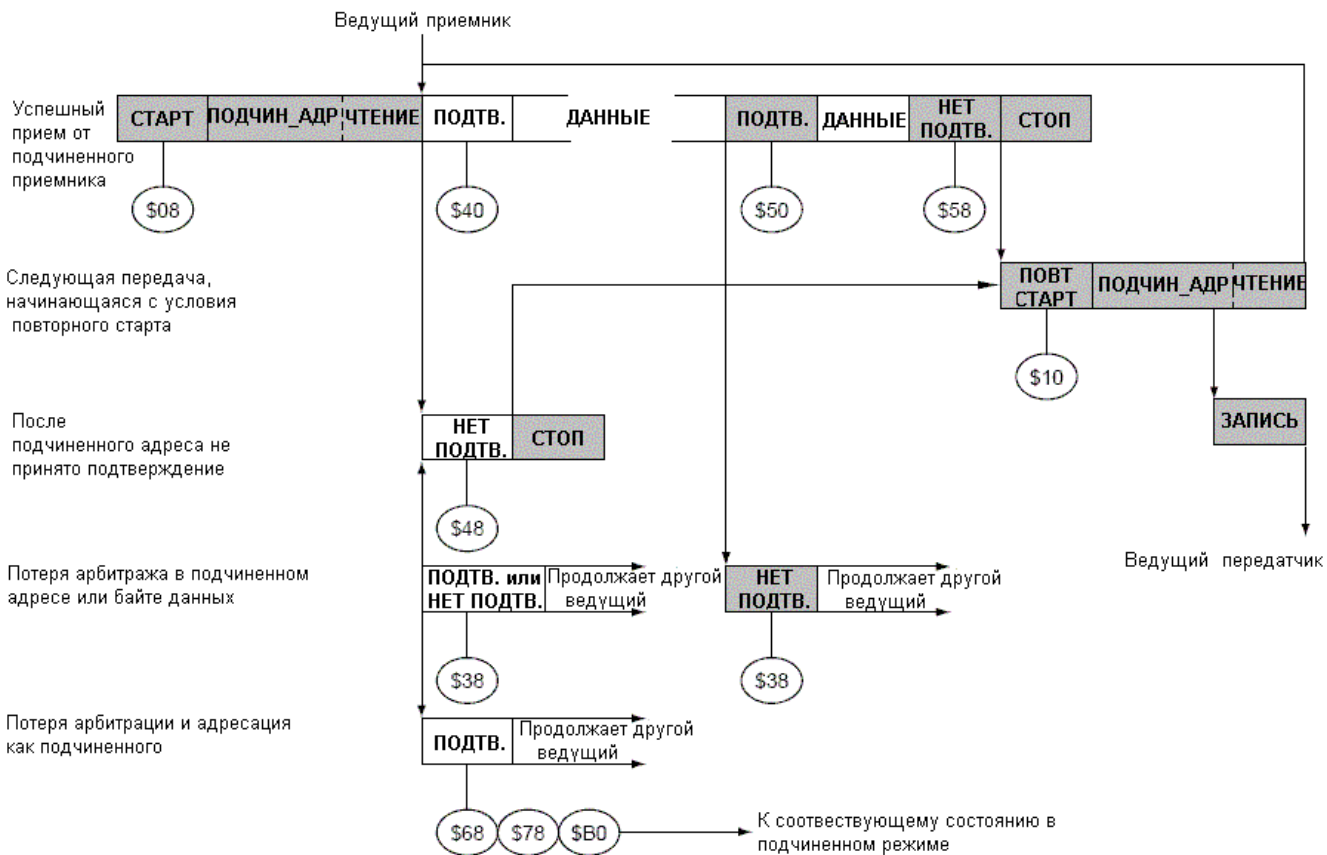 Ведущий приемник
Успешный
прием от
подчиненного
приемника
СТАРТ ПОДЧИН_АДР ЧТЕНИЕ ПОДТВ. ДАННЫЕ ПОДТВ. ДАННЫЕ НЕТ ПОДТВ. СТОП
$08 $40 $50 $58
Следующая передача,
начинающаяся с условия
повторного старта
ПОВТ СТАРТ ПОДЧИН_АДР ЧТЕНИЕ
$10
После
подчиненного адреса не
принято подтверждение
НЕТ ПОДТВ. СТОП
ЗАПИСЬ
$48
Ведущий передатчик
Потеря арбитража в подчиненном
адресе или байте данных
ПОДТВ. или
НЕТ ПОДТВ.
Продолжает другой
ведущий
НЕТ
ПОДТВ.
Продолжает другой
ведущий
$38 $38
Потеря арбитрации и адресация
как подчиненного
ПОДТВ.
Продолжает другой
ведущий
$68 $78 $B0
К соотвествующему состоянию в
подчиненном режиме